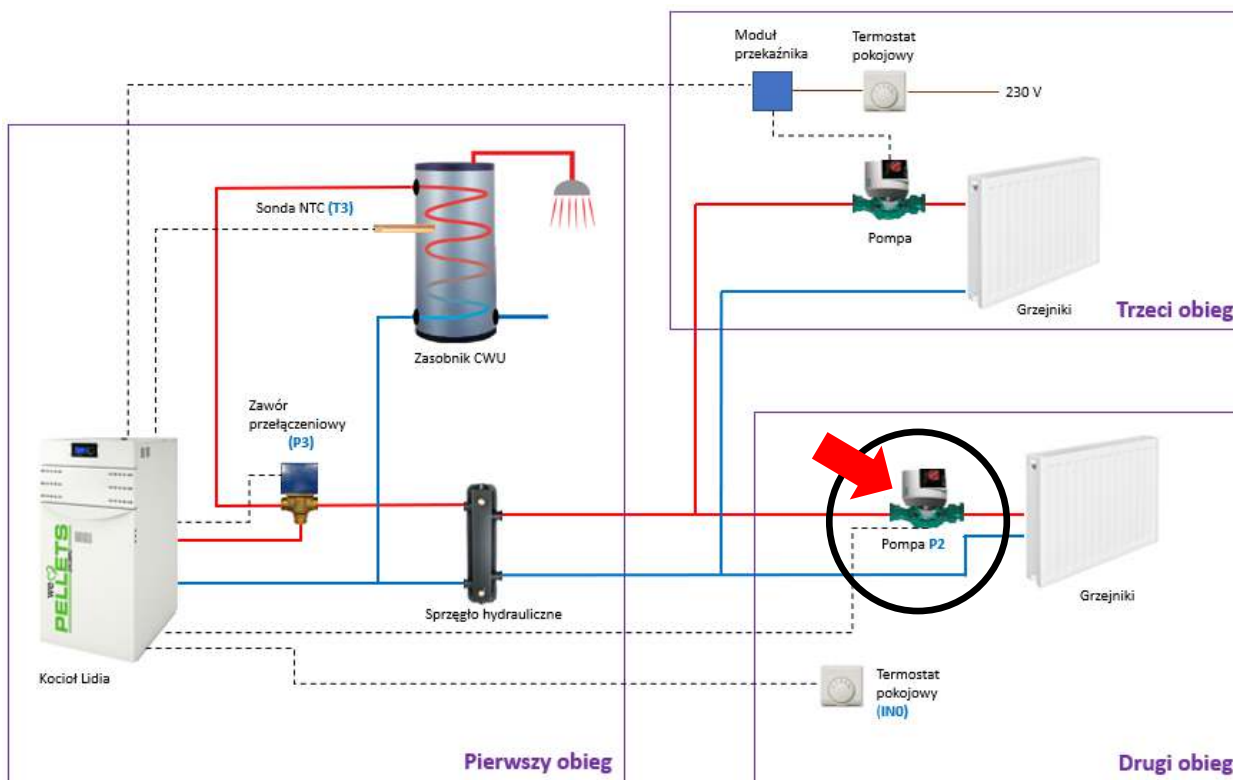 Moduł
przekaźnika
Termostat
pokojowy
230 V
Pompa
Grzejniki
Trzeci obieg
Sonda NTC (T3)
Zasobnik CWU
Zawór
przełączeniowy
(P3)
PELLETS
Kocioł Lidia
Sprzęgło hydrauliczne
Pierwszy obieg
Pompa P2
Grzejniki
Termostat
pokojowy
(IN0)
Drugi obieg